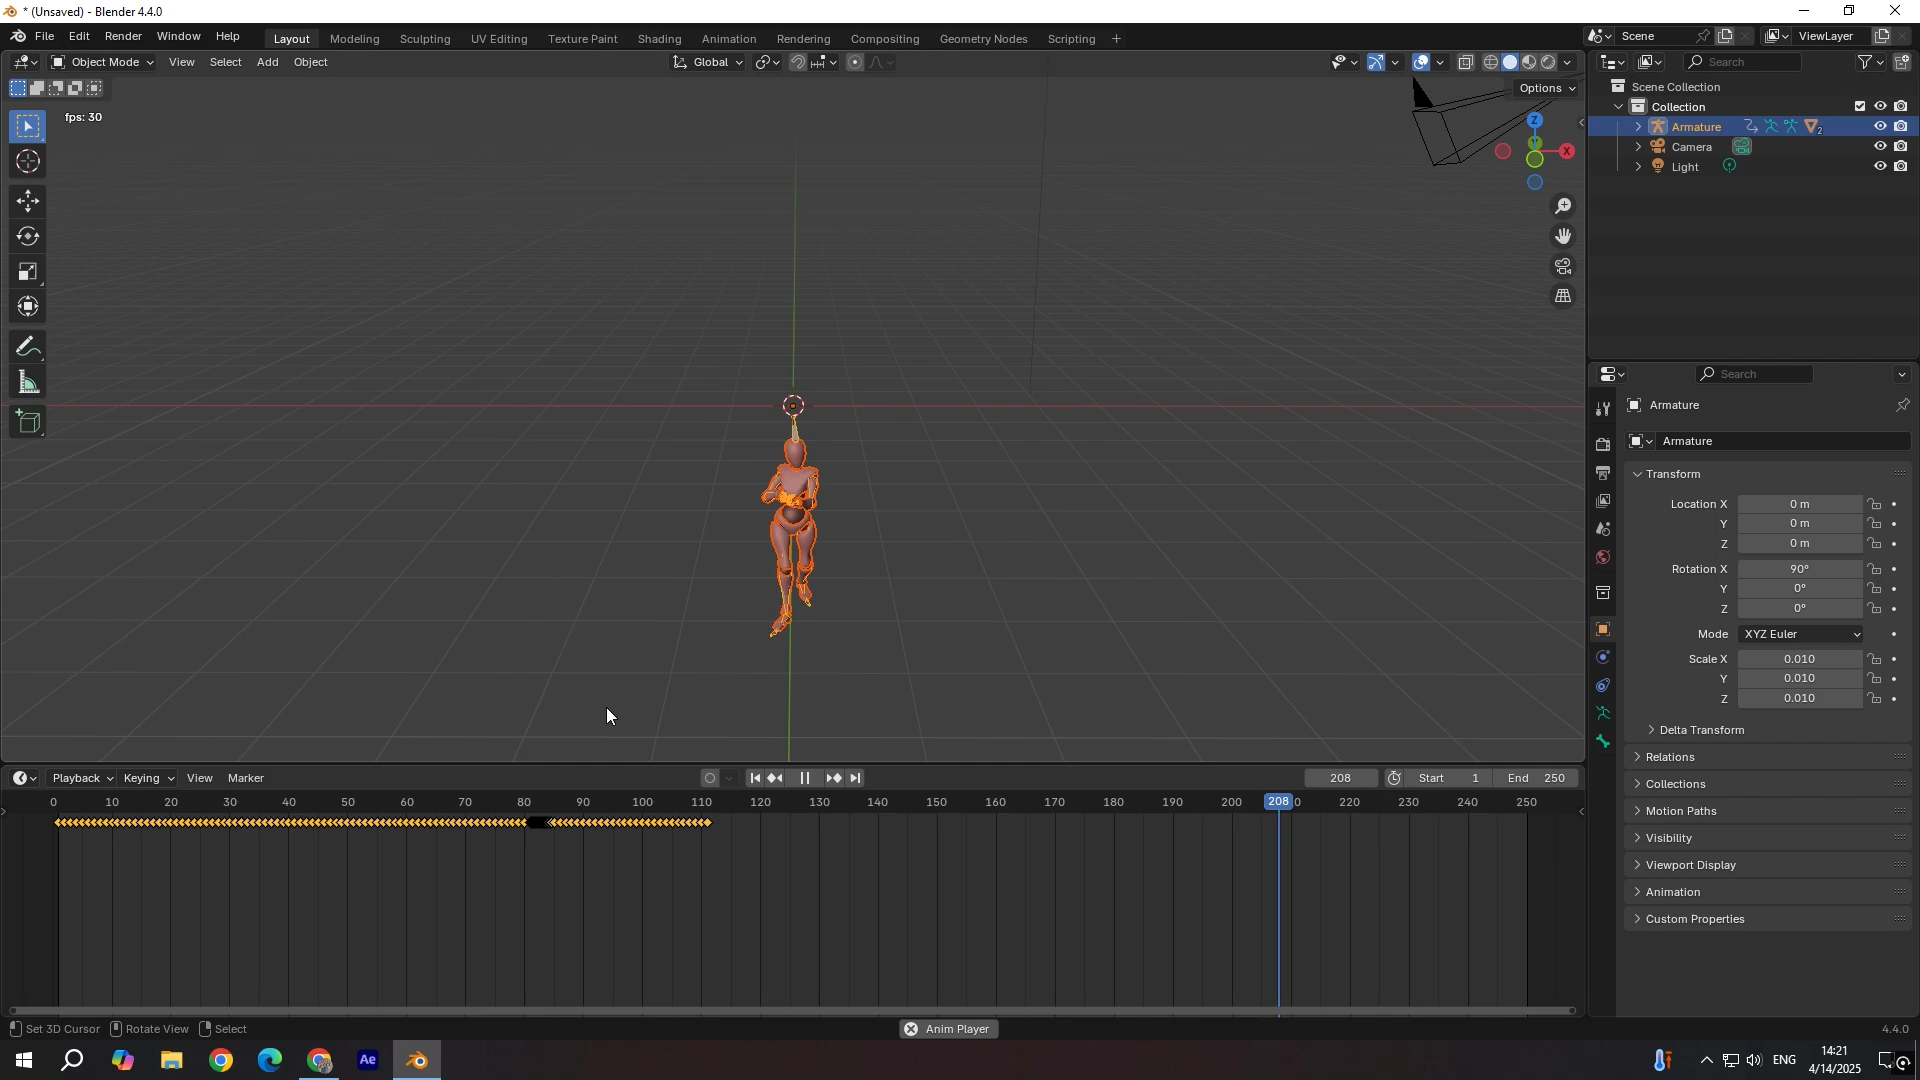 * (Unsaved) - Blender 4.4.0
File Edit Render Window Help
Layout Modeling Sculpting UV Editing Texture Paint Shading Animation Rendering Compositing Geometry Nodes Scripting +
Scene
ViewLayer
Object Mode View Select Add Object
Global
Options
fps: 30
Z
X
Search
Scene Collection
Collection
Armature
2
Camera
Light
Search
Armature
Armature
Transform
Location X 0 m
Y 0 m
Z 0 m
Rotation X 90°
Y 0°
Z 0°
Mode XYZ Euler
Scale X 0.010
Y 0.010
Z 0.010
Delta Transform
Relations
Collections
Motion Paths
Visibility
Viewport Display
Animation
Custom Properties
Playback Keying View Marker
208 Start 1 End 250
0 10 20 30 40 50 60 70 80 90 100 110 120 130 140 150 160 170 180 190 200 208 0 220 230 240 250
Set 3D Cursor Rotate View Select
Anim Player
4.4.0
Ae
ENG
14:21
4/14/2025